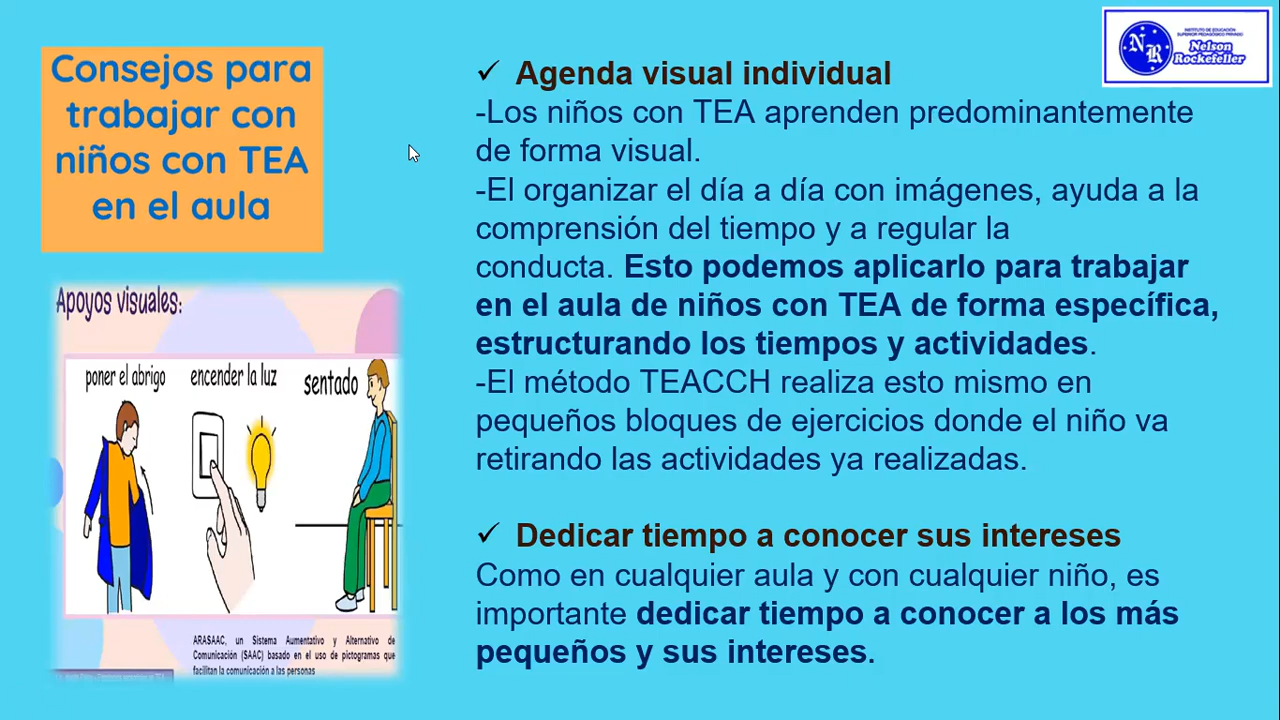 Consejos para
trabajar con
niños con TEA
en el aula
Apoyos visuales:
poner el abrigo
encender la luz
sentado
ARASAAC, un Sistema Aumentativo y Alternativo de
Comunicación (SAAC) basado en el uso de pictogramas que
facilitan la comunicación a las personas
INSTITUTO DE EDUCACIÓN
SUPERIOR PEDAGÓGICO PRIVADO
NR
Nelson
Rockefeller
✓ Agenda visual individual
-Los niños con TEA aprenden predominantemente
de forma visual.
-El organizar el día a día con imágenes, ayuda a la
comprensión del tiempo y a regular la
conducta. Esto podemos aplicarlo para trabajar
en el aula de niños con TEA de forma específica,
estructurando los tiempos y actividades.
-El método TEACCH realiza esto mismo en
pequeños bloques de ejercicios donde el niño va
retirando las actividades ya realizadas.
✓ Dedicar tiempo a conocer sus intereses
Como en cualquier aula y con cualquier niño, es
importante dedicar tiempo a conocer a los más
pequeños y sus intereses.